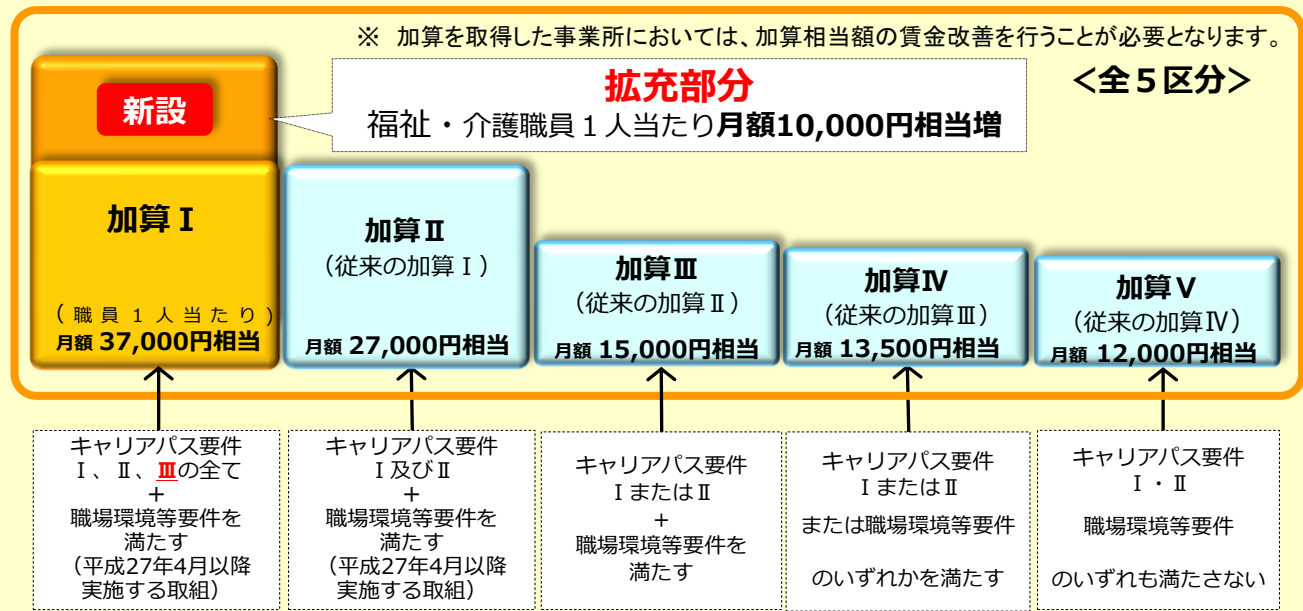 ※ 加算を取得した事業所においては、加算相当額の賃金改善を行うことが必要となります。
<全５区分>
新設
拡充部分
福祉・介護職員１人当たり月額10,000円相当増
加算Ⅰ
(職員１人当たり)
月額 37,000円相当
加算Ⅱ
(従来の加算Ⅰ)
月額 27,000円相当
加算Ⅲ
(従来の加算Ⅱ)
月額 15,000円相当
加算Ⅳ
(従来の加算Ⅲ)
月額 13,500円相当
加算Ⅴ
(従来の加算Ⅳ)
月額 12,000円相当
キャリアパス要件
Ⅰ、Ⅱ、Ⅲの全て
+
職場環境等要件を
満たす
(平成27年4月以降
実施する取組)
キャリアパス要件
Ⅰ及びⅡ
+
職場環境等要件を
満たす
(平成27年4月以降
実施する取組)
キャリアパス要件
ⅠまたはⅡ
+
職場環境等要件を
満たす
キャリアパス要件
ⅠまたはⅡ
または職場環境等要件
のいずれかを満たす
キャリアパス要件
Ⅰ・Ⅱ
職場環境等要件
のいずれも満たさない